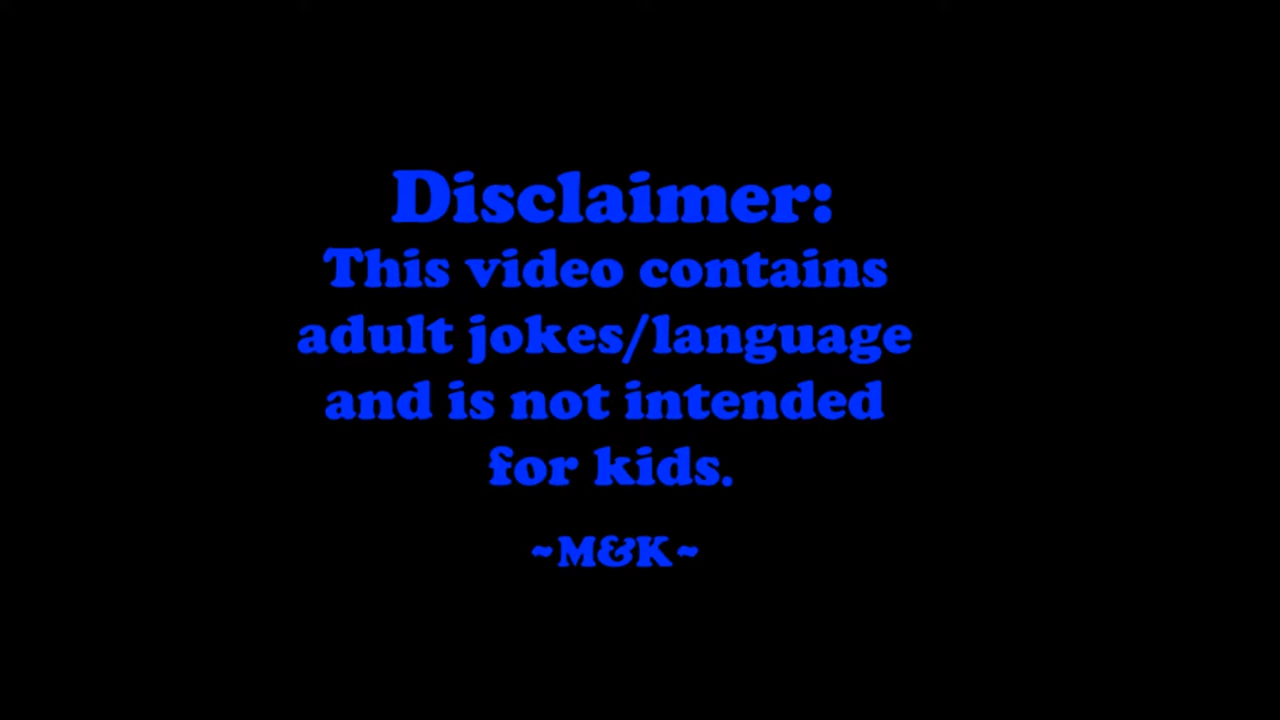 Disclaimer:
This video contains
adult jokes/language
and is not intended
for kids.
~M&K~